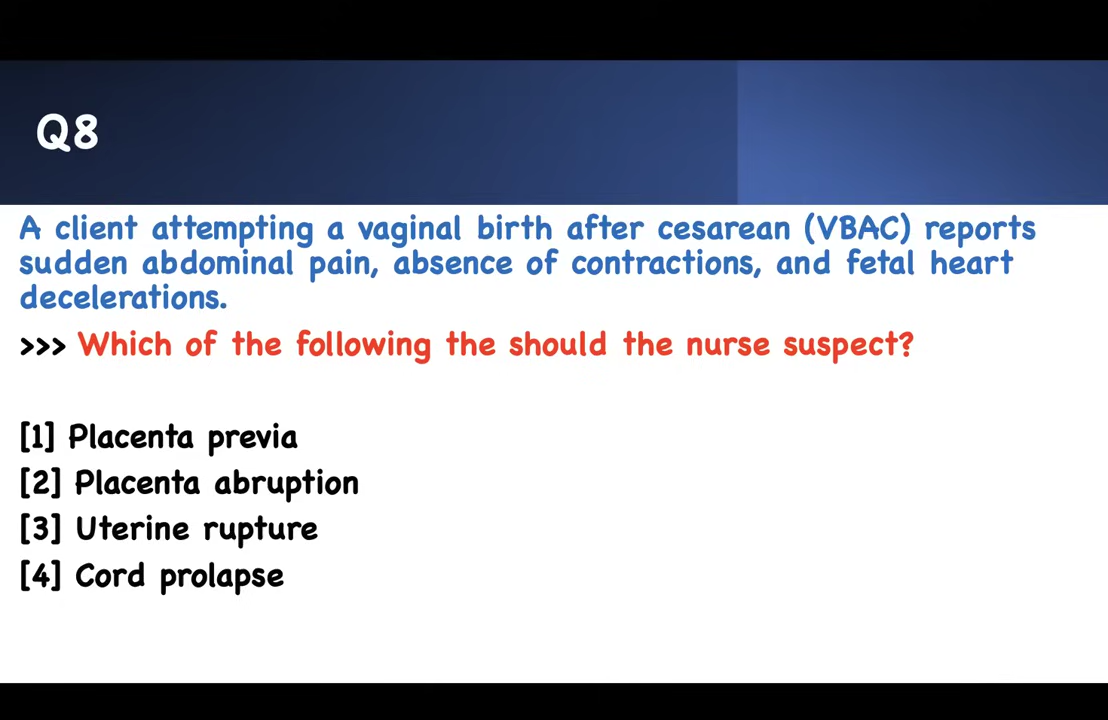 Q8
A client attempting a vaginal birth after cesarean (VBAC) reports
sudden abdominal pain, absence of contractions, and fetal heart
decelerations.
>>> Which of the following the should the nurse suspect?
[1] Placenta previa
[2] Placenta abruption
[3] Uterine rupture
[4] Cord prolapse